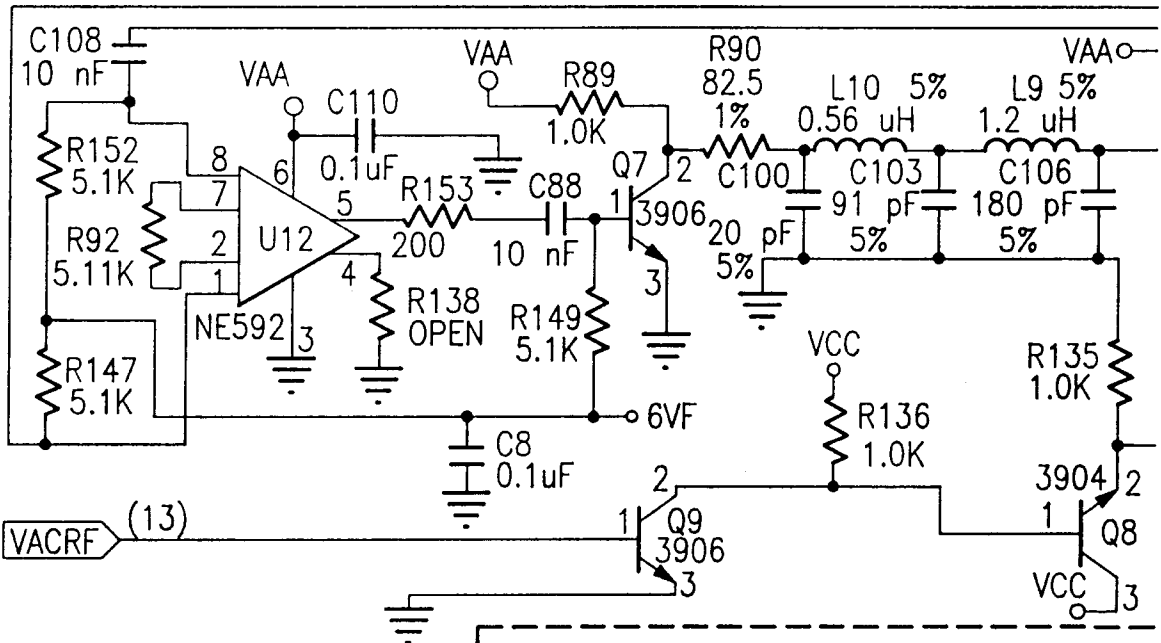 C108
10 nF
VAA
C110
0.1uF
R152
5.1K
8
7
6
R92
5.11K
2
1
U12
5
4
NE592
3
R153
200
C88
10 nF
R138
OPEN
R147
5.1K
VAA
R89
1.0K
Q7
1
2
3906
3
R149
5.1K
6VF
C8
0.1uF
R90
82.5
1%
C100
20 pF
5%
L10 5%
0.56 uH
C103
91 pF
5%
L9 5%
1.2 uH
C106
180 pF
5%
VAA
VCC
R136
1.0K
R135
1.0K
VACRF
(13)
2
1
Q9
3906
3
3904
2
1
Q8
VCC
3